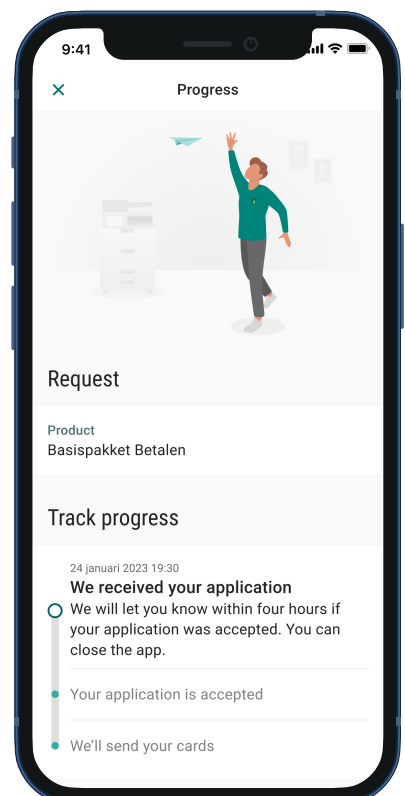 9:41
Progress
Request
Product
Basispakket Betalen
Track progress
24 januari 2023 19:30
We received your application
We will let you know within four hours if
your application was accepted. You can
close the app.
Your application is accepted
We’ll send your cards